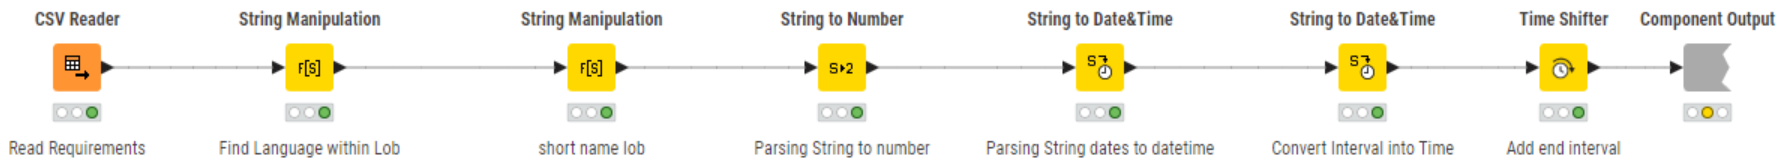 CSV Reader
String Manipulation
String Manipulation
String to Number
String to Date&Time
String to Date&Time
Time Shifter
Component Output
F[S]
F[S]
S▸2
S
S
Read Requirements
Find Language within Lob
short name lob
Parsing String to number
Parsing String dates to datetime
Convert Interval into Time
Add end interval